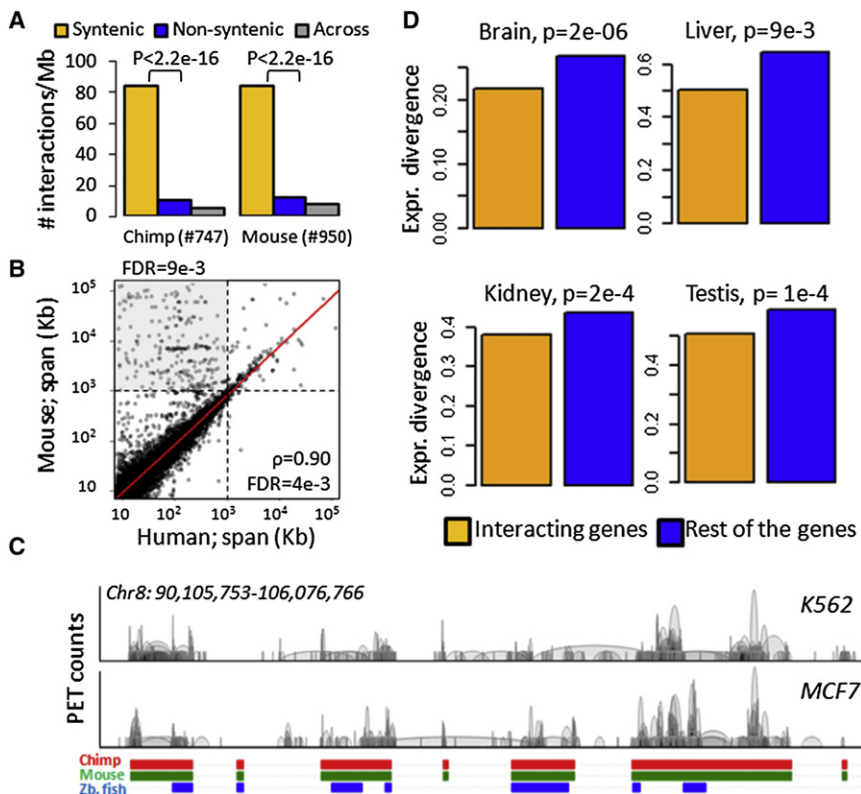 A
Syntenic Non-syntenic Across
P<2.2e-16 P<2.2e-16
# interactions/Mb
100
80
60
40
20
0
Chimp (#747) Mouse (#950)
B
FDR=9e-3
Mouse; span (Kb)
10⁵
10⁴
10³
10²
10
ρ=0.90
FDR=4e-3
10 10² 10³ 10⁴ 10⁵
Human; span (Kb)
D
Brain, p=2e-06
Expr. divergence
0.20
0.10
0.00
Liver, p=9e-3
0.6
0.4
0.2
0.0
Kidney, p=2e-4
Expr. divergence
0.4
0.3
0.2
0.1
0.0
Testis, p= 1e-4
0.4
0.2
0.0
Interacting genes Rest of the genes
C
Chr8: 90,105,753-106,076,766
K562
PET counts
MCF7
Chimp
Mouse
Zb. fish